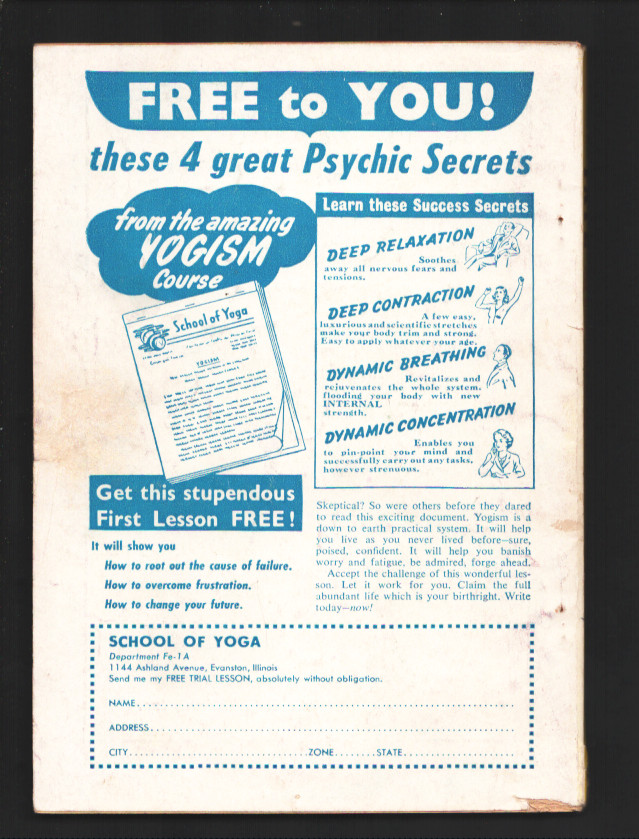 FREE to YOU!
these 4 great Psychic Secrets
from the amazing
YOGISM
Course
School of Yoga
YOGISM
Get this stupendous
First Lesson FREE!
It will show you
How to root out the cause of failure.
How to overcome frustration.
How to change your future.
Learn these Success Secrets
DEEP RELAXATION
Soothes
away all nervous fears and
tensions.
DEEP CONTRACTION
A few easy,
luxurious and scientific stretches
make your body trim and strong.
Easy to apply whatever your age.
DYNAMIC BREATHING
Revitalizes and
rejuvenates the whole system,
flooding your body with new
INTERNAL
strength.
DYNAMIC CONCENTRATION
Enables you
to pin-point your mind and
successfully carry out any tasks,
however strenuous.
Skeptical? So were others before they dared
to read this exciting document. Yogism is a
down to earth practical system. It will help
you live as you never lived before—sure,
poised, confident. It will help you banish
worry and fatigue, be admired, forge ahead.
Accept the challenge of this wonderful les-
son. Let it work for you. Claim the full
abundant life which is your birthright. Write
today—now!
SCHOOL OF YOGA
Department Fe-1A
1144 Ashland Avenue, Evanston, Illinois
Send me my FREE TRIAL LESSON, absolutely without obligation.
NAME
ADDRESS
CITY ZONE STATE